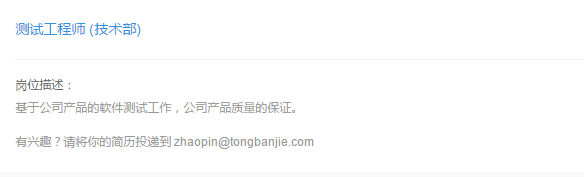 测试工程师 (技术部)
岗位描述：
基于公司产品的软件测试工作，公司产品质量的保证。
有兴趣？请将你的简历投递到 zhaopin@tongbanjie.com